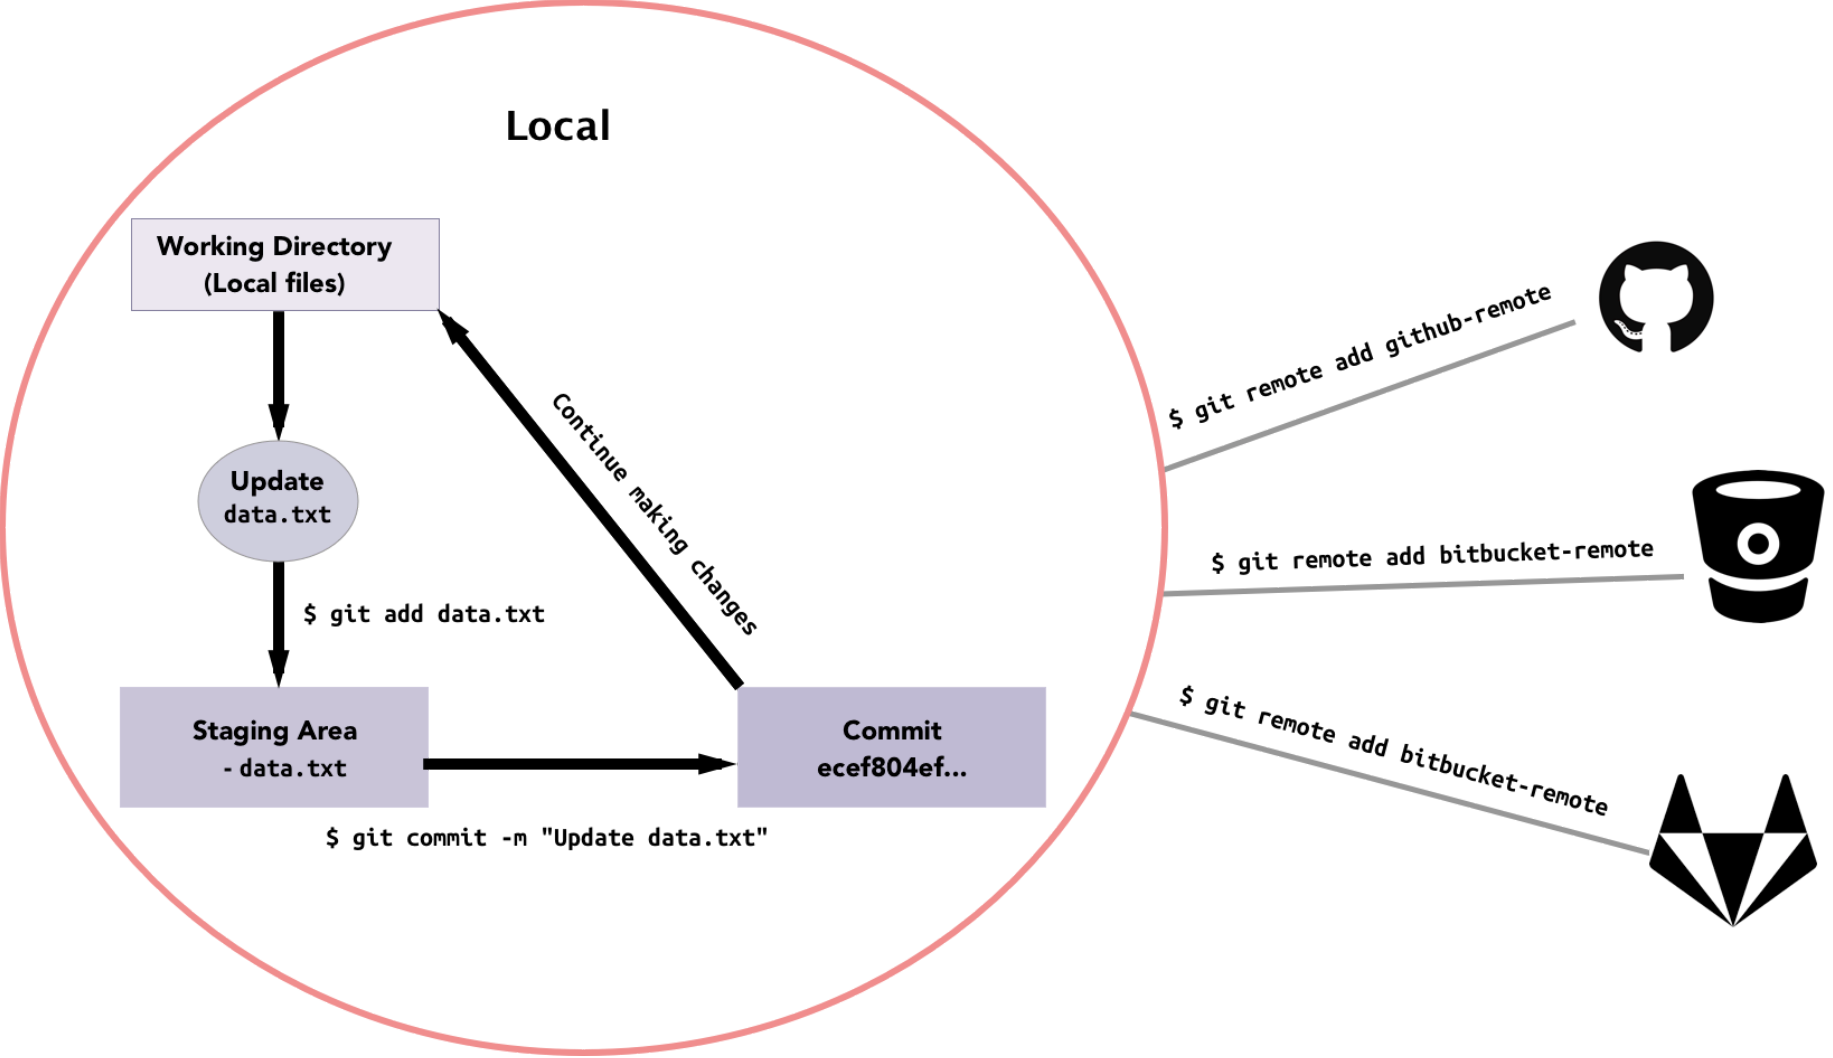 Local
Working Directory
(Local files)
Update
data.txt
$ git add data.txt
Continue making changes
Staging Area
- data.txt
Commit
ecef804ef...
$ git commit -m "Update data.txt"
$ git remote add github-remote
$ git remote add bitbucket-remote
$ git remote add bitbucket-remote